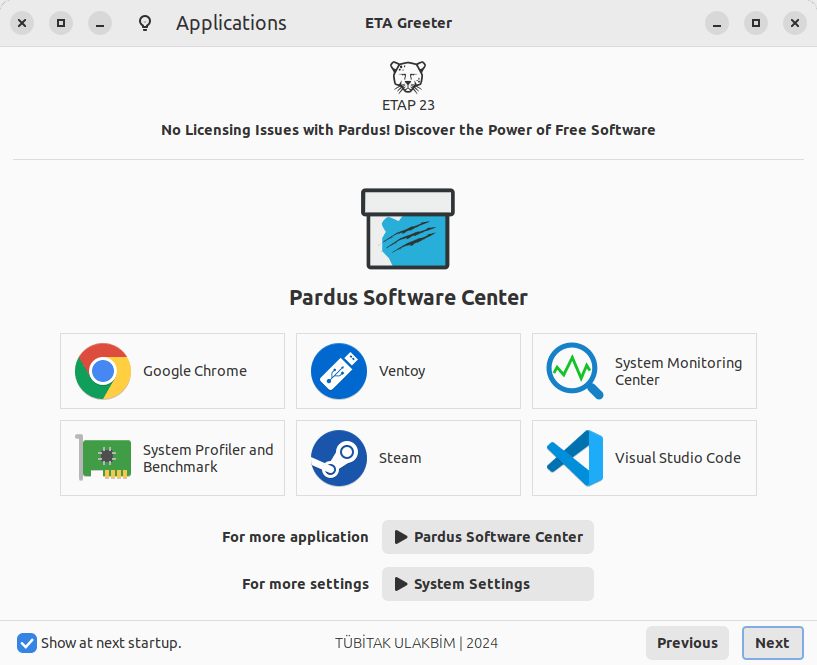 Applications
ETA Greeter
ETAP 23
No Licensing Issues with Pardus! Discover the Power of Free Software
Pardus Software Center
Google Chrome
Ventoy
System Monitoring
Center
System Profiler and
Benchmark
Steam
Visual Studio Code
For more application
Pardus Software Center
For more settings
System Settings
Show at next startup.
TÜBİTAK ULAKBİM | 2024
Previous
Next